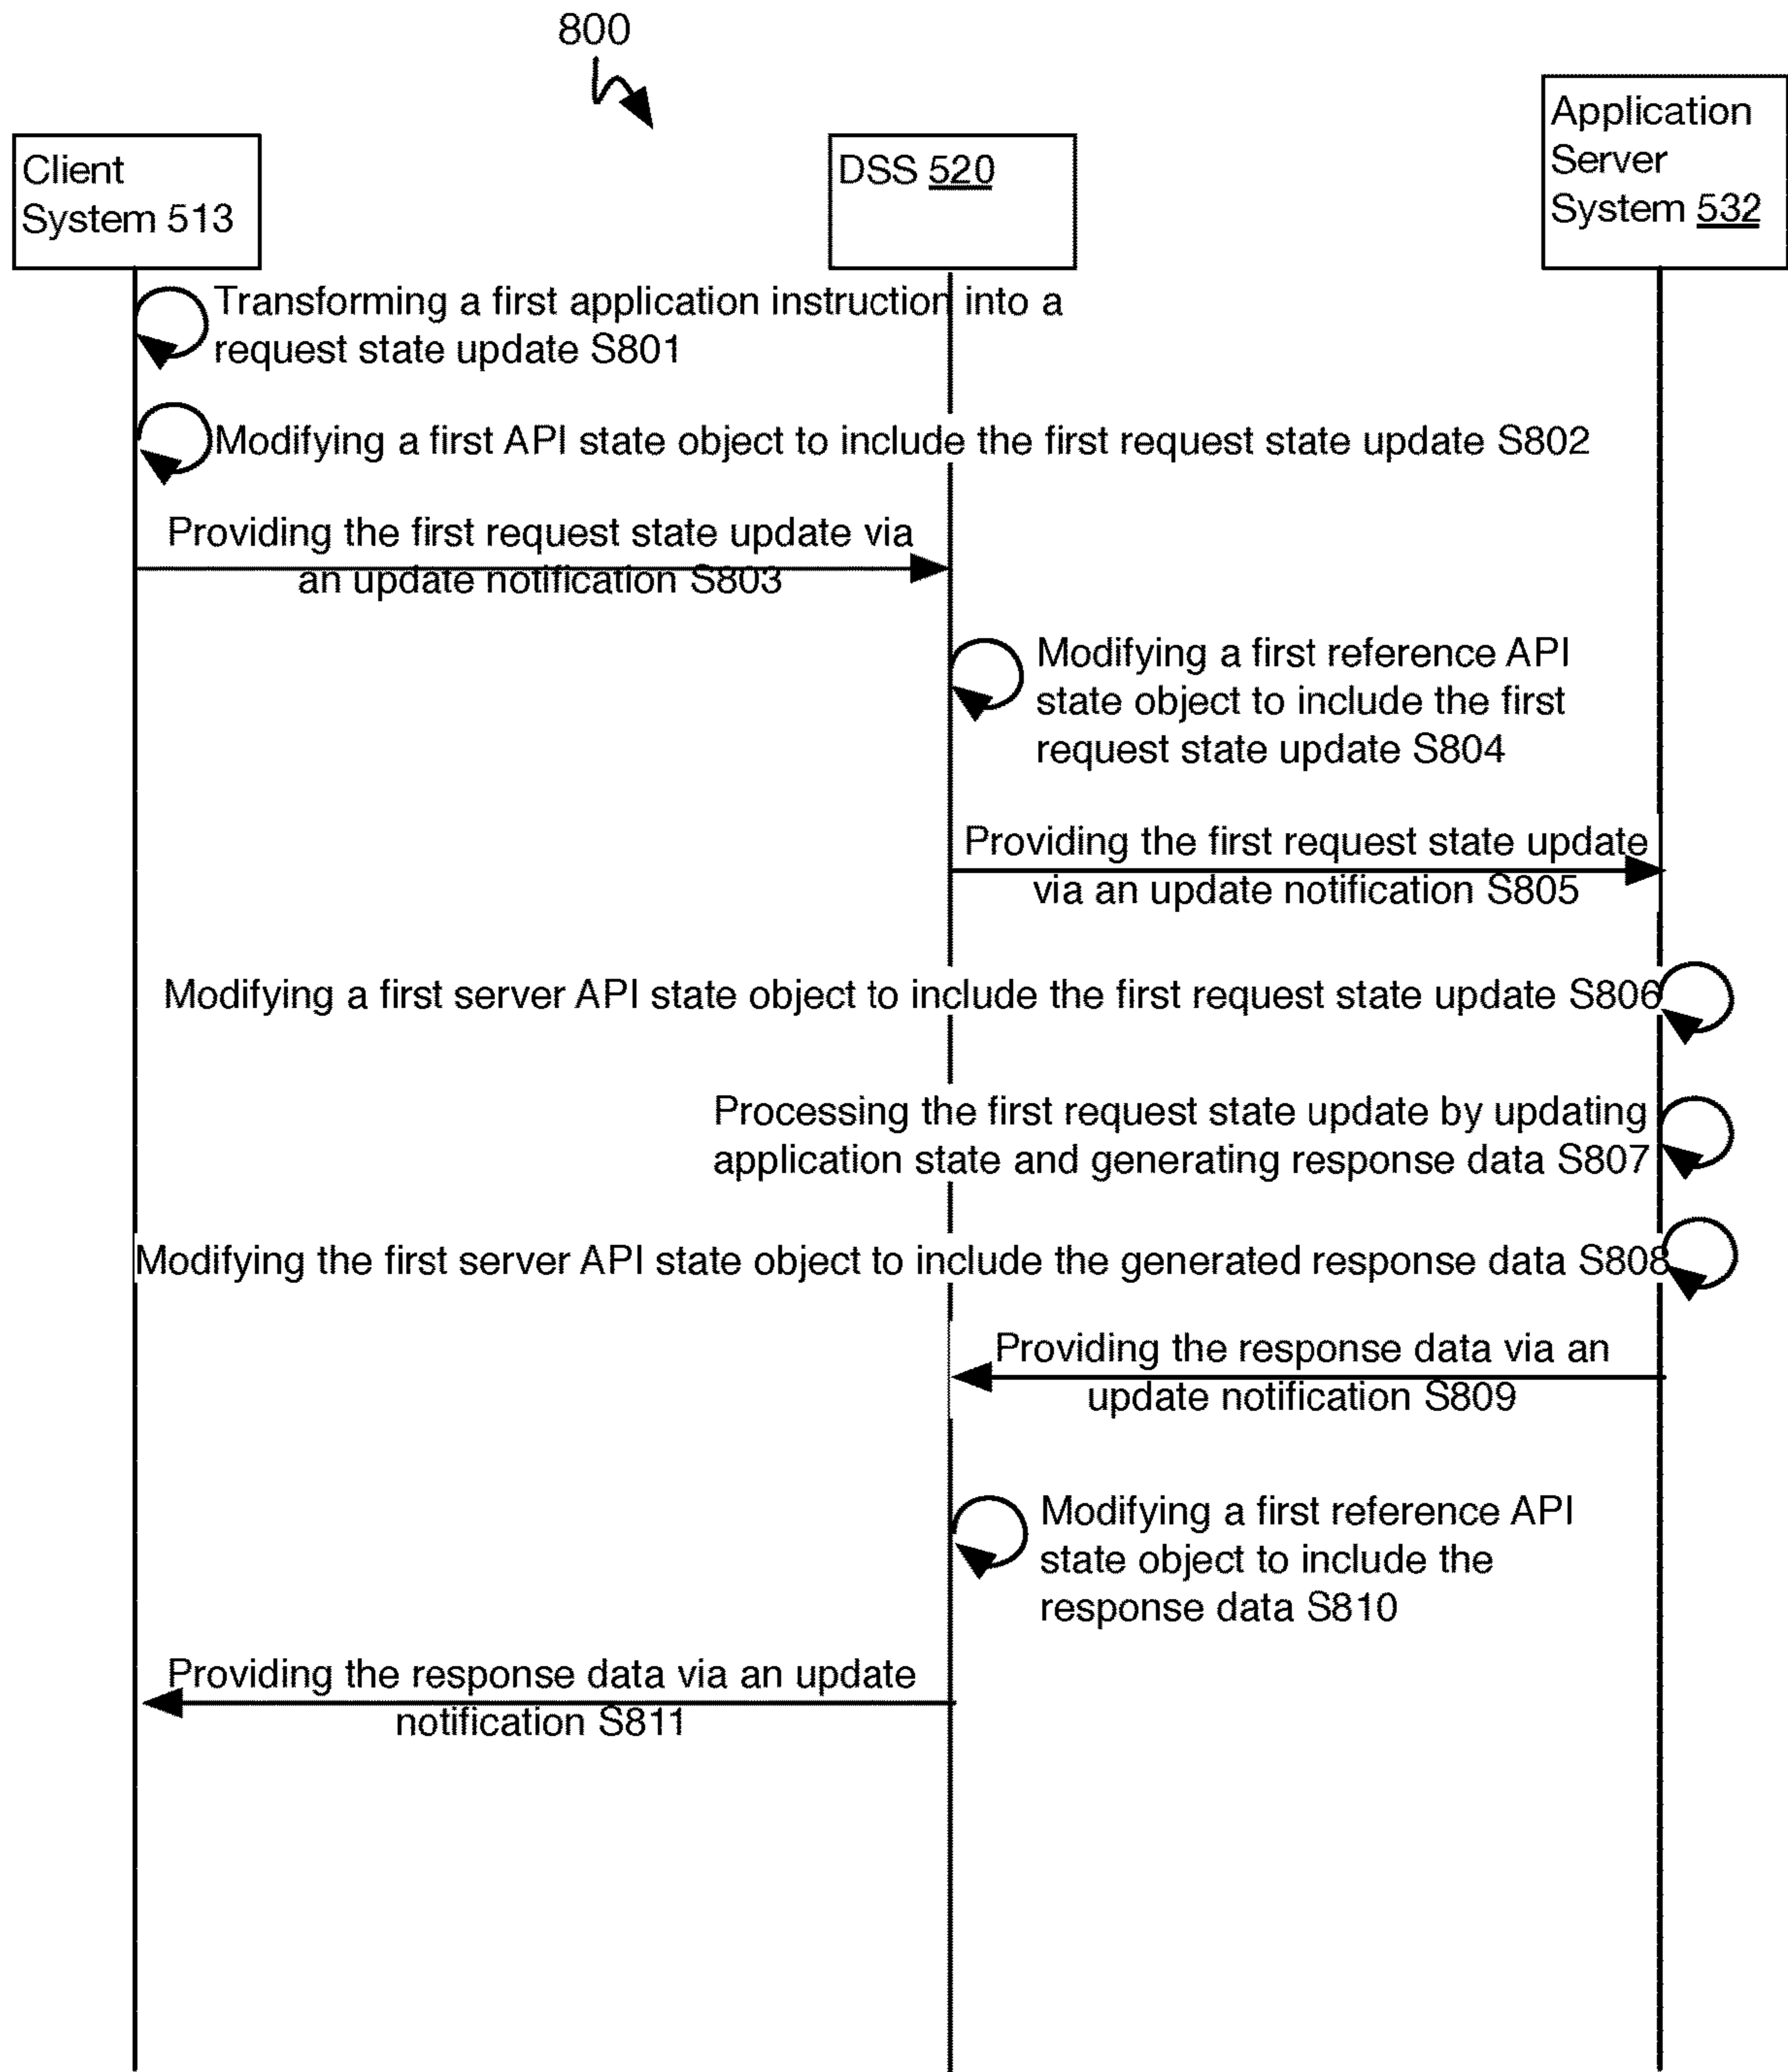 800
Client
System 513
DSS 520
Application
Server
System 532
Transforming a first application instruction into a
request state update S801
Modifying a first API state object to include the first request state update S802
Providing the first request state update via
an update notification S803
Modifying a first reference API
state object to include the first
request state update S804
Providing the first request state update
via an update notification S805
Modifying a first server API state object to include the first request state update S806
Processing the first request state update by updating
application state and generating response data S807
Modifying the first server API state object to include the generated response data S808
Providing the response data via an
update notification S809
Modifying a first reference API
state object to include the
response data S810
Providing the response data via an update
notification S811